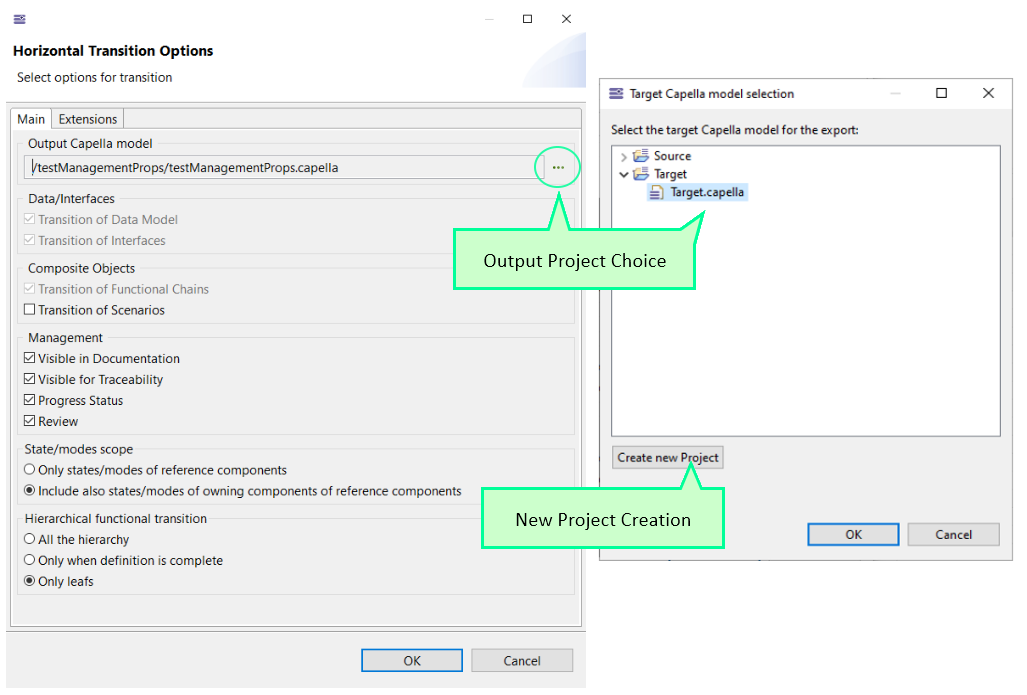 Horizontal Transition Options
Select options for transition
Main
Extensions
Output Capella model
/testManagementProps/testManagementProps.capella
...
Data/Interfaces
Transition of Data Model
Transition of Interfaces
Composite Objects
Transition of Functional Chains
Transition of Scenarios
Management
Visible in Documentation
Visible for Traceability
Progress Status
Review
State/modes scope
Only states/modes of reference components
Include also states/modes of owning components of reference components
Hierarchical functional transition
All the hierarchy
Only when definition is complete
Only leafs
OK
Cancel
Output Project Choice
Target Capella model selection
Select the target Capella model for the export:
Source
Target
Target.capella
Create new Project
New Project Creation
OK
Cancel